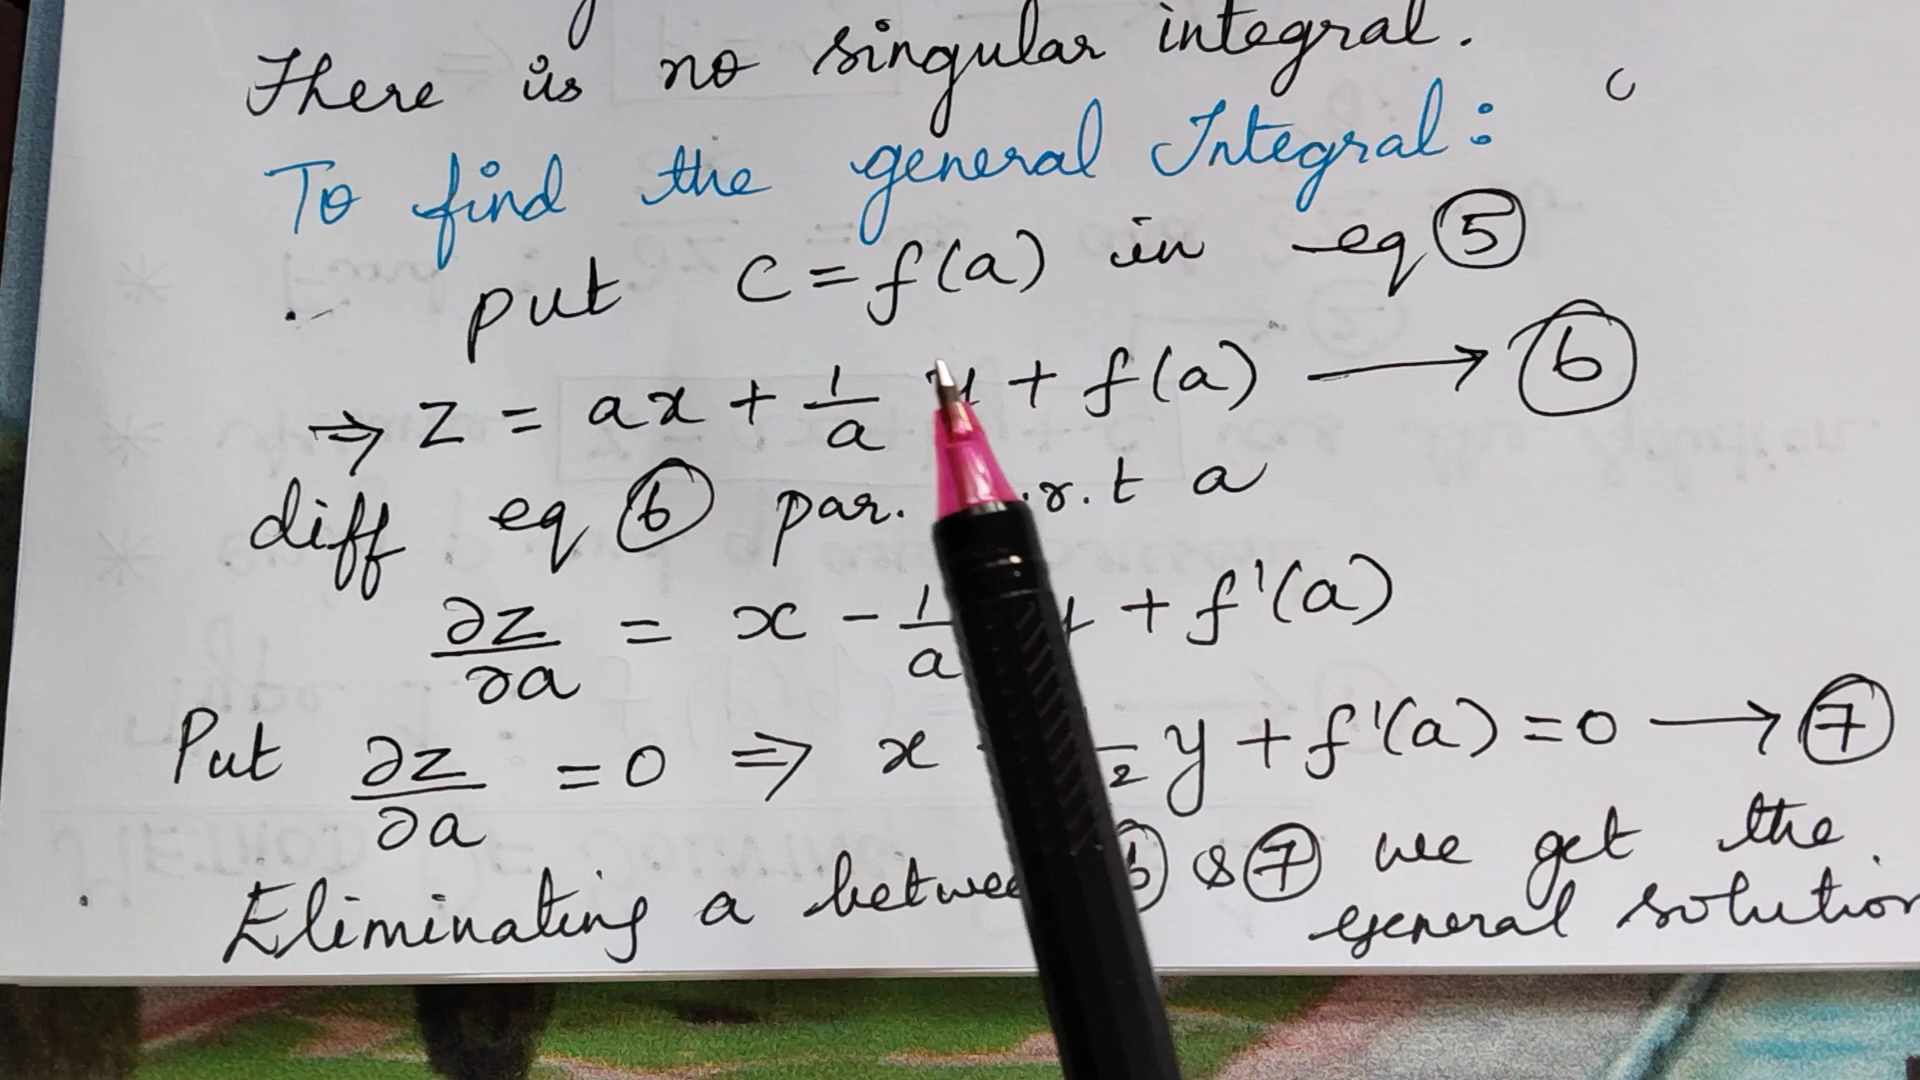 There is no singular integral.
To find the general Integral:
put c = f(a) in eq ⑤
⇒ z = ax + 1/a y + f(a) ⟶ ⑥
diff eq ⑥ par. .r.t a
∂z/∂a = x - 1/a + f'(a)
Put ∂z/∂a = 0 ⇒ x 2 y + f'(a) = 0 ⟶ ⑦
Eliminating a & ⑦ we get the
general solution